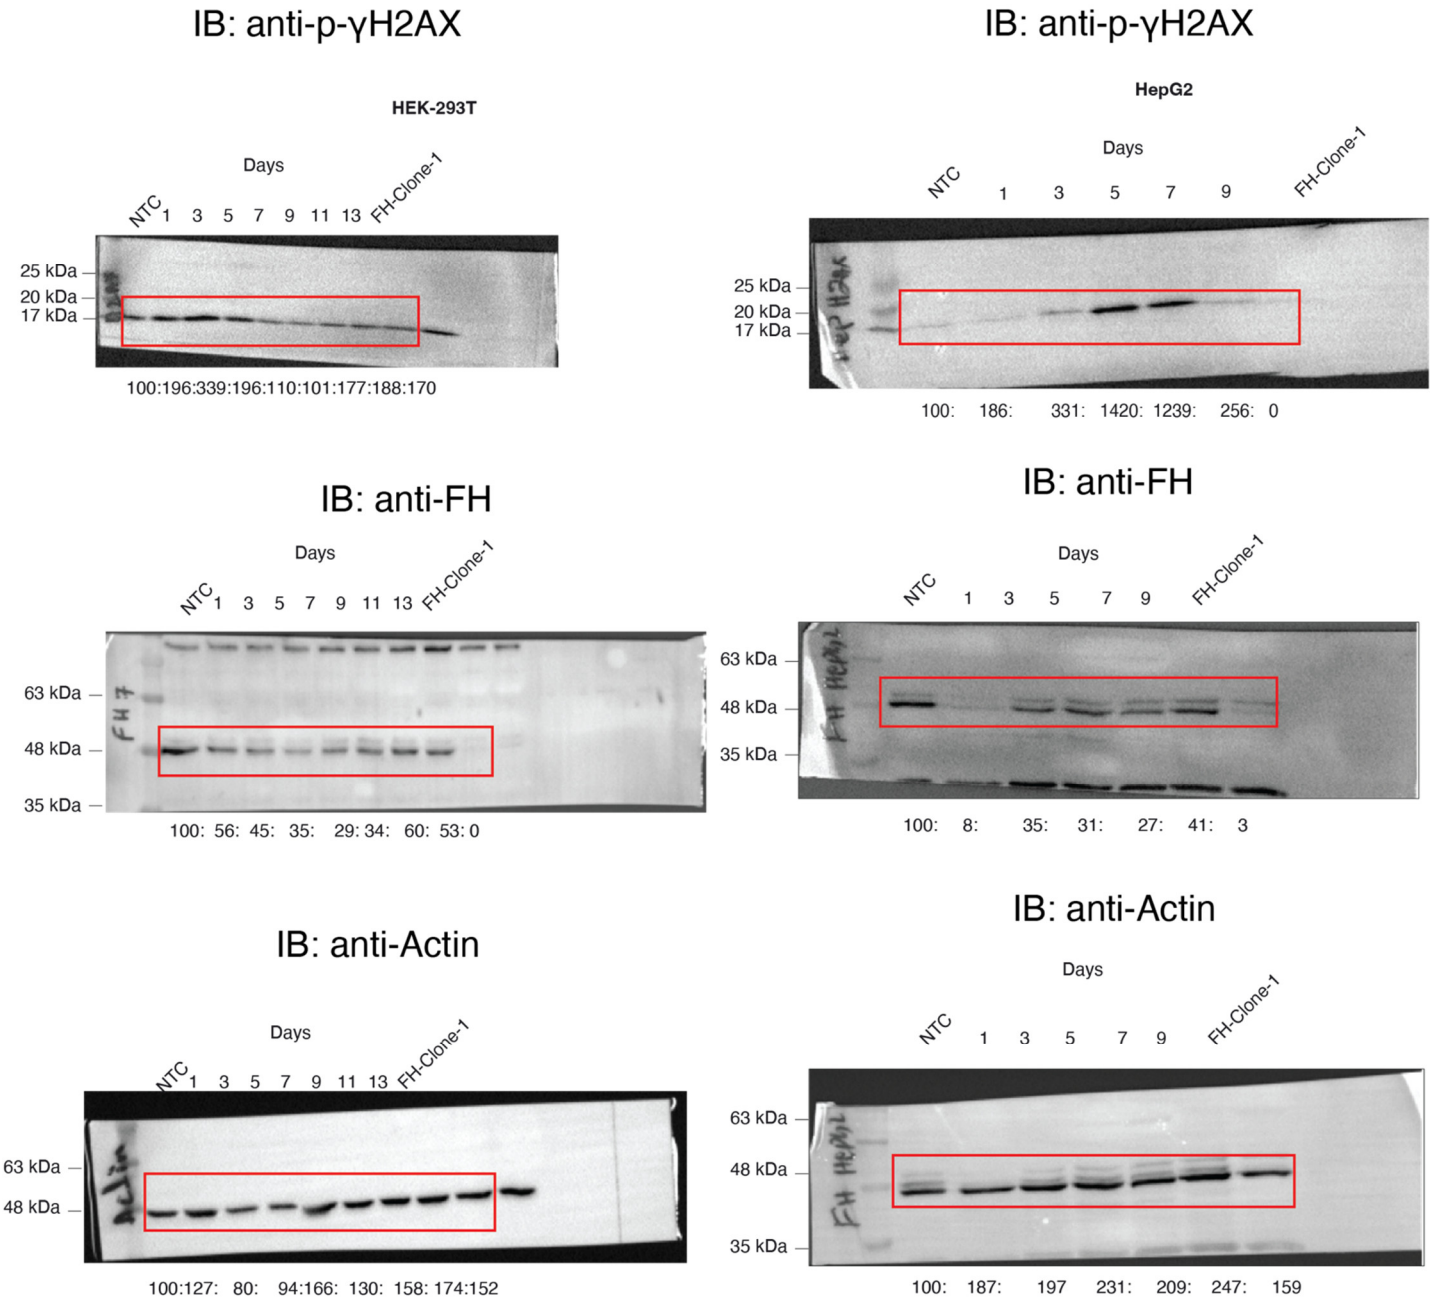 IB: anti-p-γH2AX
HEK-293T
Days
NTC 1 3 5 7 9 11 13 FH-Clone-1
25 kDa
20 kDa
17 kDa
100:196:339:196:110:101:177:188:170
IB: anti-p-γH2AX
HepG2
Days
NTC 1 3 5 7 9 FH-Clone-1
Hep H2ax
25 kDa
20 kDa
17 kDa
100: 186: 331: 1420: 1239: 256: 0
IB: anti-FH
Days
NTC 1 3 5 7 9 11 13 FH-Clone-1
FH 7
63 kDa
48 kDa
35 kDa
100: 56: 45: 35: 29: 34: 60: 53: 0
IB: anti-FH
Days
NTC 1 3 5 7 9 FH-Clone-1
FH HepG2
63 kDa
48 kDa
35 kDa
100: 8: 35: 31: 27: 41: 3
IB: anti-Actin
Days
NTC 1 3 5 7 9 11 13 FH-Clone-1
Actin
63 kDa
48 kDa
100:127: 80: 94:166: 130: 158: 174:152
IB: anti-Actin
Days
NTC 1 3 5 7 9 FH-Clone-1
FH HepG2
63 kDa
48 kDa
35 kDa
100: 187: 197 231: 209: 247: 159